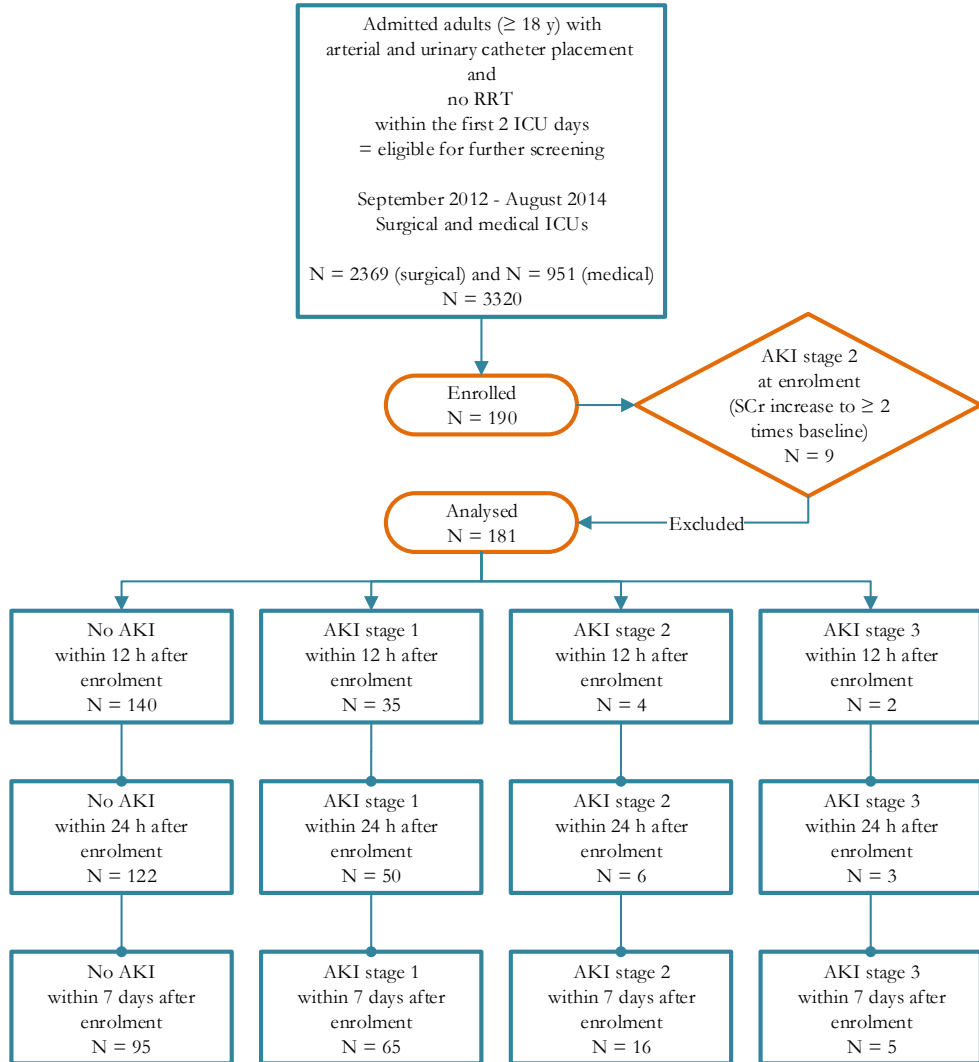 Admitted adults (≥ 18 y) with
arterial and urinary catheter placement
and
no RRT
within the first 2 ICU days
= eligible for further screening
September 2012 - August 2014
Surgical and medical ICUs
N = 2369 (surgical) and N = 951 (medical)
N = 3320
Enrolled
N = 190
AKI stage 2
at enrolment
(SCr increase to ≥ 2
times baseline)
N = 9
Analysed
N = 181
Excluded
No AKI
within 12 h after
enrolment
N = 140
AKI stage 1
within 12 h after
enrolment
N = 35
AKI stage 2
within 12 h after
enrolment
N = 4
AKI stage 3
within 12 h after
enrolment
N = 2
No AKI
within 24 h after
enrolment
N = 122
AKI stage 1
within 24 h after
enrolment
N = 50
AKI stage 2
within 24 h after
enrolment
N = 6
AKI stage 3
within 24 h after
enrolment
N = 3
No AKI
within 7 days after
enrolment
N = 95
AKI stage 1
within 7 days after
enrolment
N = 65
AKI stage 2
within 7 days after
enrolment
N = 16
AKI stage 3
within 7 days after
enrolment
N = 5